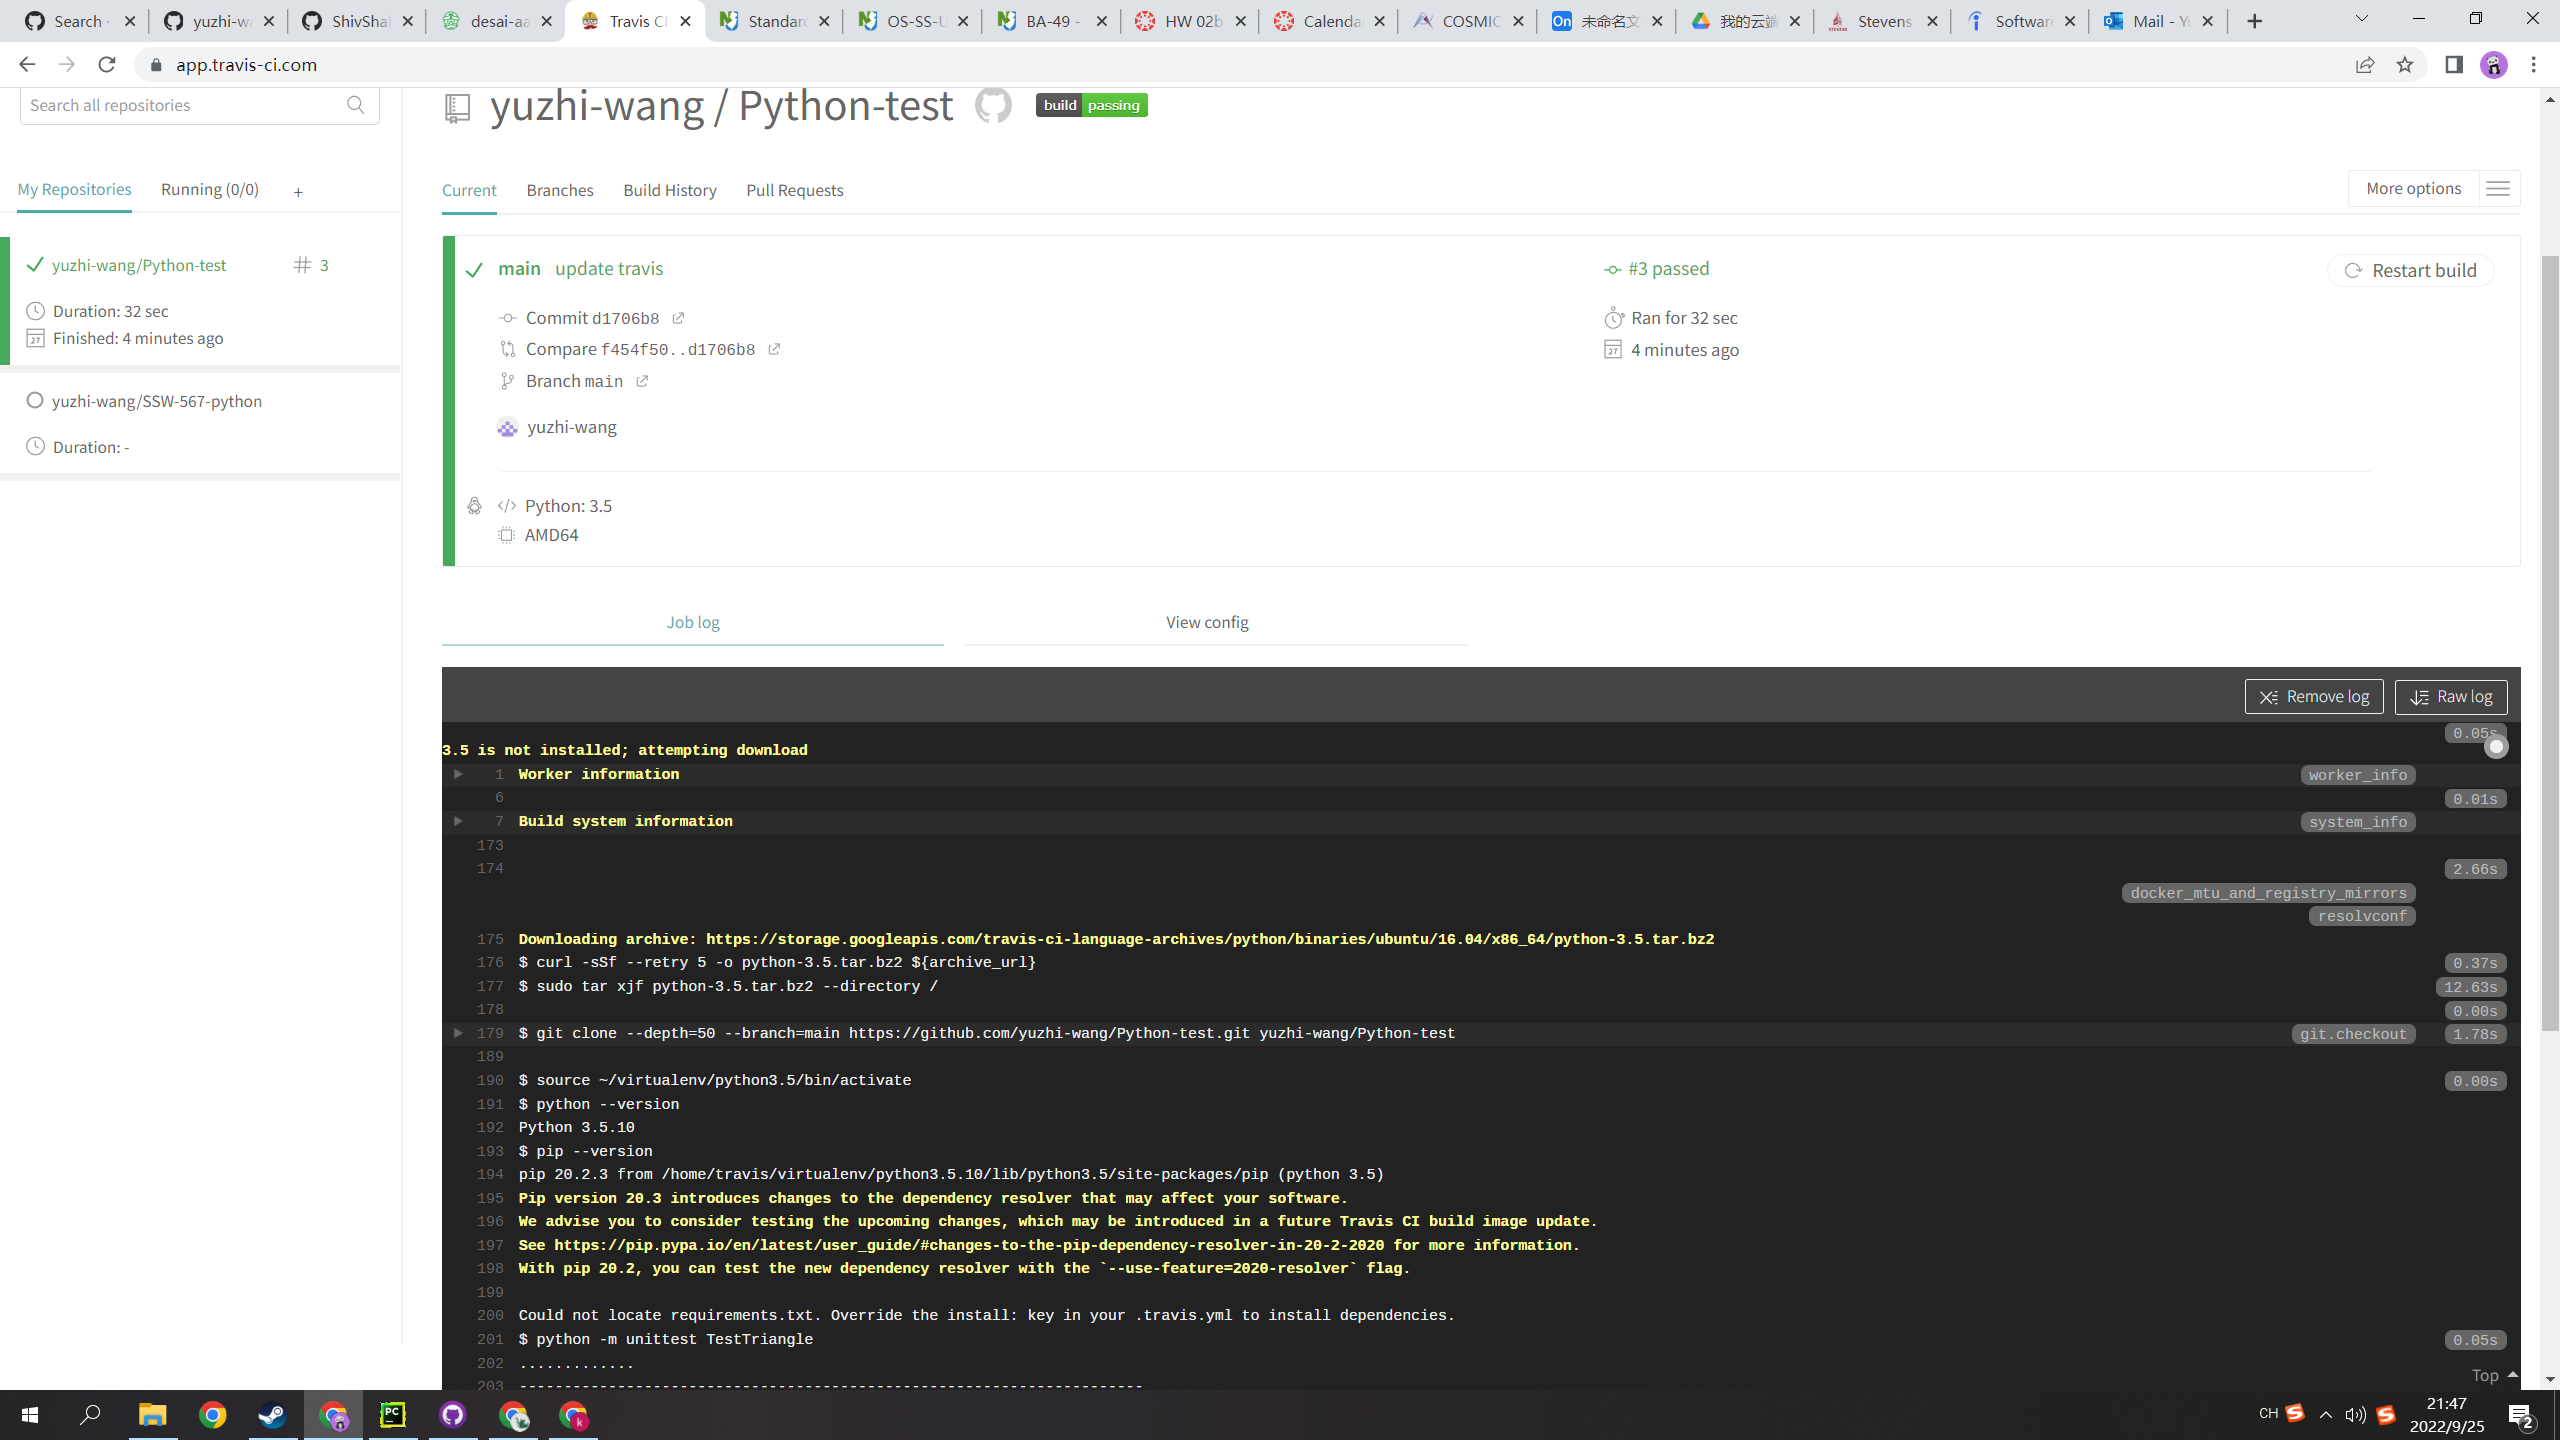 Search ·
yuzhi-wa
ShivShal
desai-aa
Travis CI
Standard
OS-SS-U
BA-49 -
HW 02b
Calenda
COSMIC
未命名文
我的云端
Stevens
Softwar
Mail - Yu
app.travis-ci.com
Search all repositories
yuzhi-wang / Python-test
build passing
My Repositories
Running (0/0)
+
Current
Branches
Build History
Pull Requests
More options
yuzhi-wang/Python-test
# 3
Duration: 32 sec
Finished: 4 minutes ago
yuzhi-wang/SSW-567-python
Duration: -
main update travis
Commit d1706b8
Compare f454f50..d1706b8
Branch main
yuzhi-wang
#3 passed
Ran for 32 sec
4 minutes ago
Restart build
Python: 3.5
AMD64
Job log
View config
Remove log
Raw log
0.05s
3.5 is not installed; attempting download
1 Worker information worker_info
6 0.01s
7 Build system information system_info
173
174 2.66s
docker_mtu_and_registry_mirrors
resolvconf
175 Downloading archive: https://storage.googleapis.com/travis-ci-language-archives/python/binaries/ubuntu/16.04/x86_64/python-3.5.tar.bz2
176 $ curl -sSf --retry 5 -o python-3.5.tar.bz2 ${archive_url} 0.37s
177 $ sudo tar xjf python-3.5.tar.bz2 --directory / 12.63s
178 0.00s
179 $ git clone --depth=50 --branch=main https://github.com/yuzhi-wang/Python-test.git yuzhi-wang/Python-test git.checkout 1.78s
189
190 $ source ~/virtualenv/python3.5/bin/activate 0.00s
191 $ python --version
192 Python 3.5.10
193 $ pip --version
194 pip 20.2.3 from /home/travis/virtualenv/python3.5.10/lib/python3.5/site-packages/pip (python 3.5)
195 Pip version 20.3 introduces changes to the dependency resolver that may affect your software.
196 We advise you to consider testing the upcoming changes, which may be introduced in a future Travis CI build image update.
197 See https://pip.pypa.io/en/latest/user_guide/#changes-to-the-pip-dependency-resolver-in-20-2-2020 for more information.
198 With pip 20.2, you can test the new dependency resolver with the `--use-feature=2020-resolver` flag.
199
200 Could not locate requirements.txt. Override the install: key in your .travis.yml to install dependencies.
201 $ python -m unittest TestTriangle 0.05s
202 .............
203 ----------------------------------------------------------------------
Top
CH
21:47
2022/9/25
2